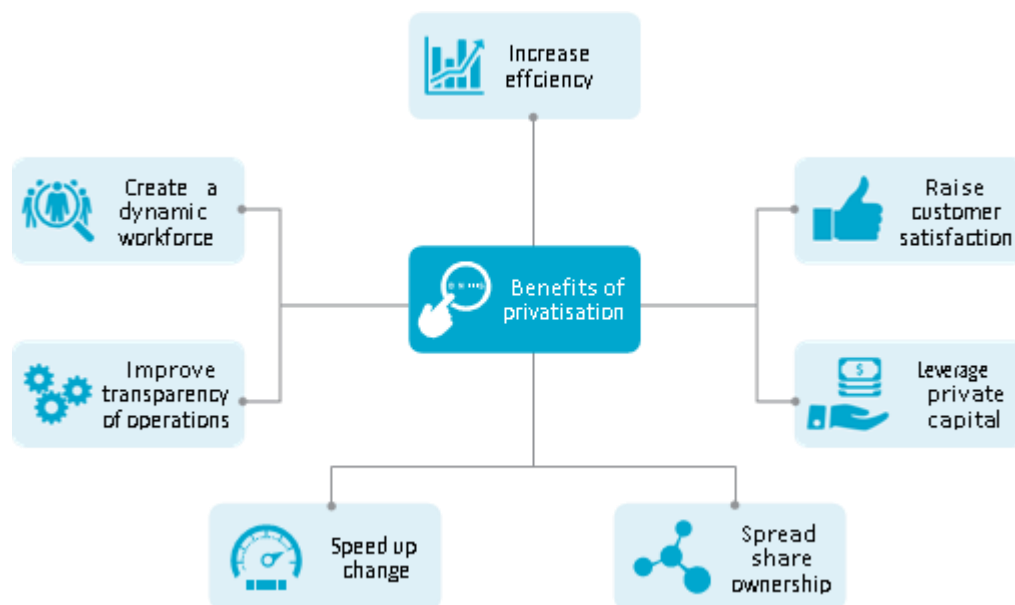 Increase
effciency
Create a
dynamic
workforce
Raise
customer
satisfaction
Benefits of
privatisation
Improve
transparency
of operations
$
Leverage
private
capital
Speed up
change
Spread
share
ownership